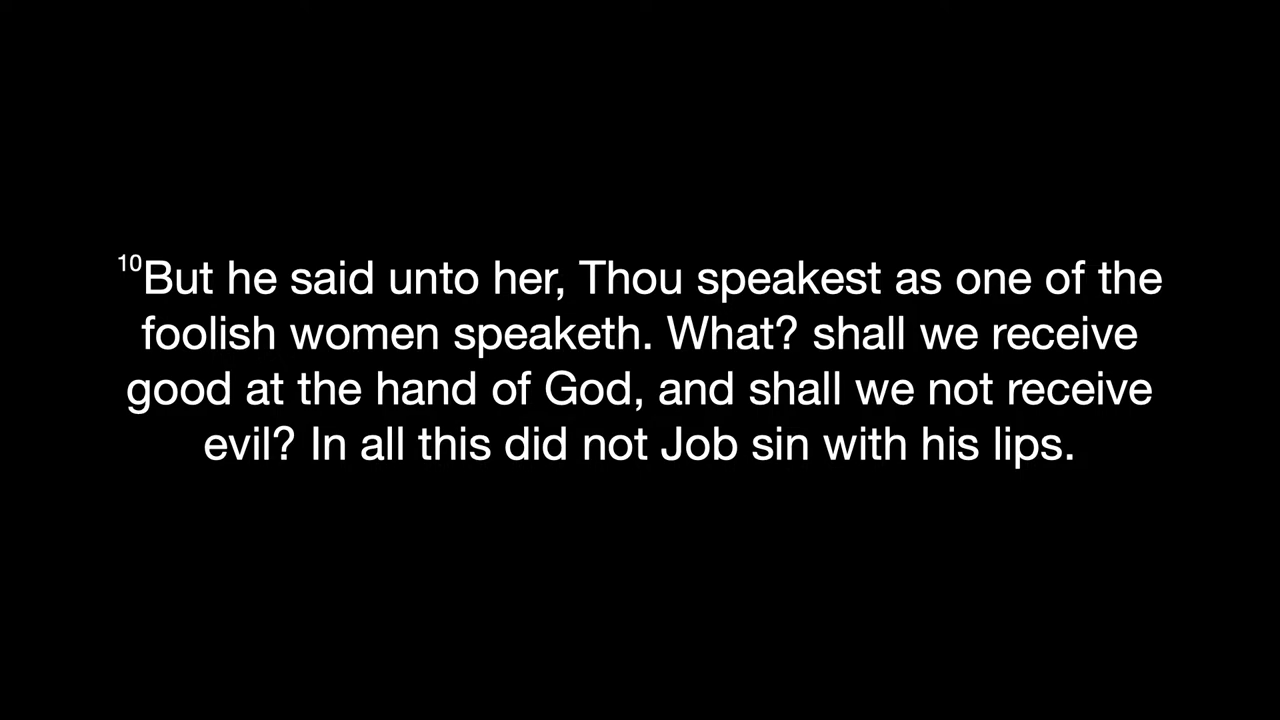 10But he said unto her, Thou speakest as one of the
foolish women speaketh. What? shall we receive
good at the hand of God, and shall we not receive
evil? In all this did not Job sin with his lips.